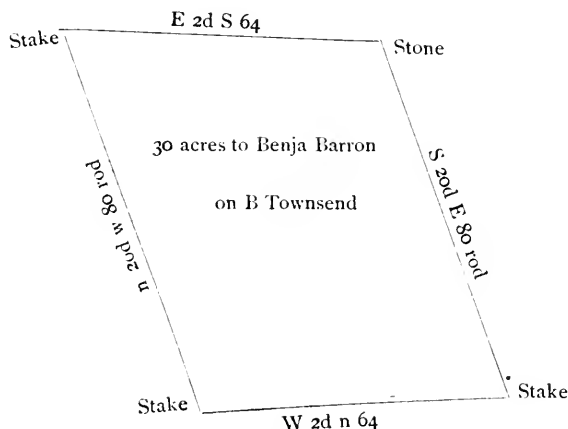 E 2d S 64
Stake
Stone
30 acres to Benja Barron
on B Townsend
n 20d w 80 rod
S 20d E 80 rod
Stake
Stake
W 2d n 64